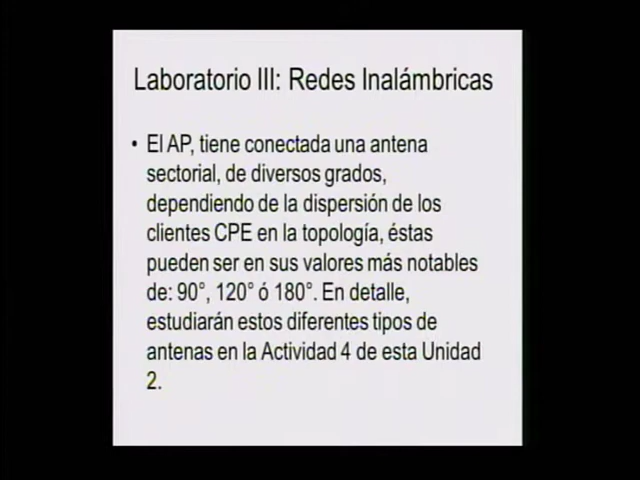 Laboratorio III: Redes Inalámbricas
• El AP, tiene conectada una antena
sectorial, de diversos grados,
dependiendo de la dispersión de los
clientes CPE en la topología, éstas
pueden ser en sus valores más notables
de: 90°, 120° ó 180°. En detalle,
estudiarán estos diferentes tipos de
antenas en la Actividad 4 de esta Unidad
2.